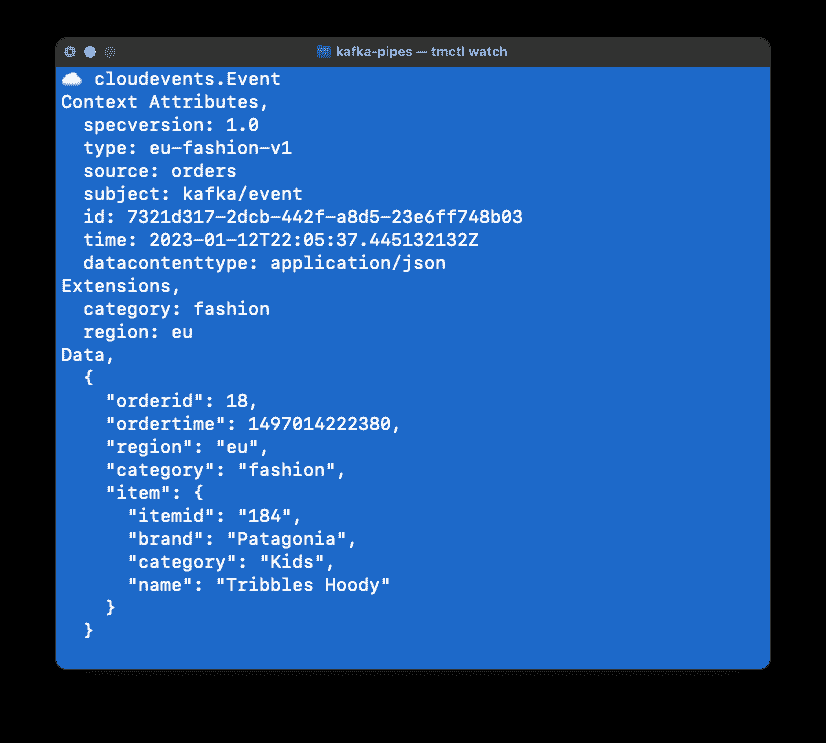 kafka-pipes — tmctl watch
cloudevents.Event
Context Attributes,
  specversion: 1.0
  type: eu-fashion-v1
  source: orders
  subject: kafka/event
  id: 7321d317-2dcb-442f-a8d5-23e6ff748b03
  time: 2023-01-12T22:05:37.445132132Z
  datacontenttype: application/json
Extensions,
  category: fashion
  region: eu
Data,
  {
    "orderid": 18,
    "ordertime": 1497014222380,
    "region": "eu",
    "category": "fashion",
    "item": {
      "itemid": "184",
      "brand": "Patagonia",
      "category": "Kids",
      "name": "Tribbles Hoody"
    }
  }